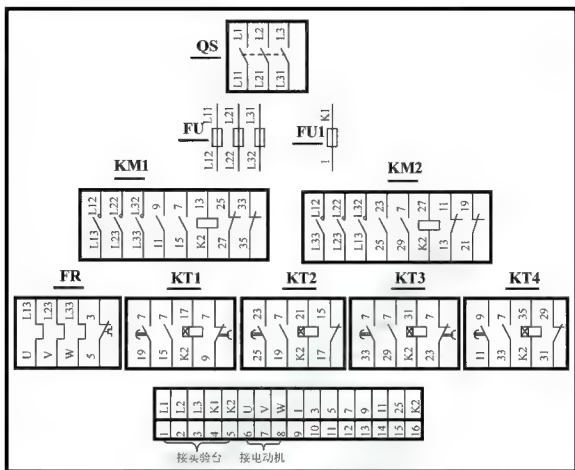 QS
L1 L2 L3
L11 L21 L31
FU
L11 L21 L31
L12 L22 L32
FU1
K1
1
KM1
L12 L22 L32 9 7 13 25 33
L13 L23 L33 11 15 K2 27 35
KM2
L12 L22 L32 23 7 27 11 19
L33 L23 L13 25 29 K2 13 21
FR
L13 L23 L33 3
U V W 5
KT1
7 7 17 7
19 15 K2 9
KT2
23 7 21 15
25 19 K2 17
KT3
7 7 31 7
33 29 K2 23
KT4
9 7 35 29
11 33 K2 31
L1 L2 L3 K1 K2 U V W 1 3 5 7 9 11 25 K2
1 2 3 4 5 6 7 8 9 10 11 12 13 14 15 16
接实验台
接电动机